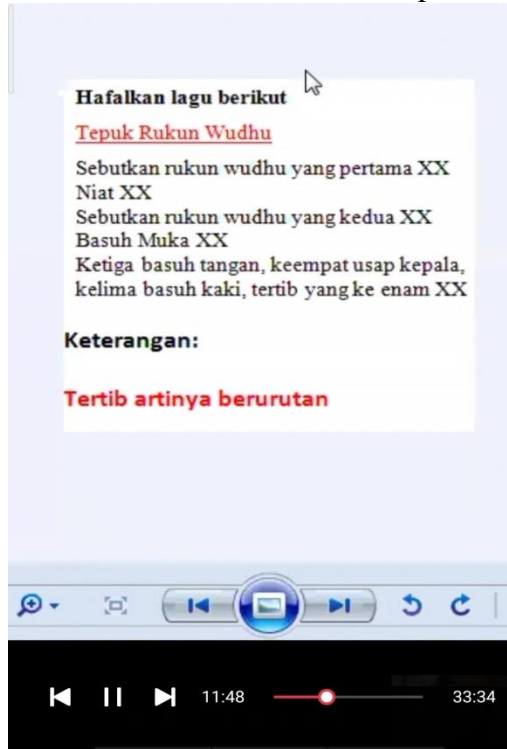 Hafalkan lagu berikut
Tepuk Rukun Wudhu
Sebutkan rukun wudhu yang pertama XX
Niat XX
Sebutkan rukun wudhu yang kedua XX
Basuh Muka XX
Ketiga basuh tangan, keempat usap kepala,
kelima basuh kaki, tertib yang ke enam XX
Keterangan:
Tertib artinya berurutan
11:48 33:34